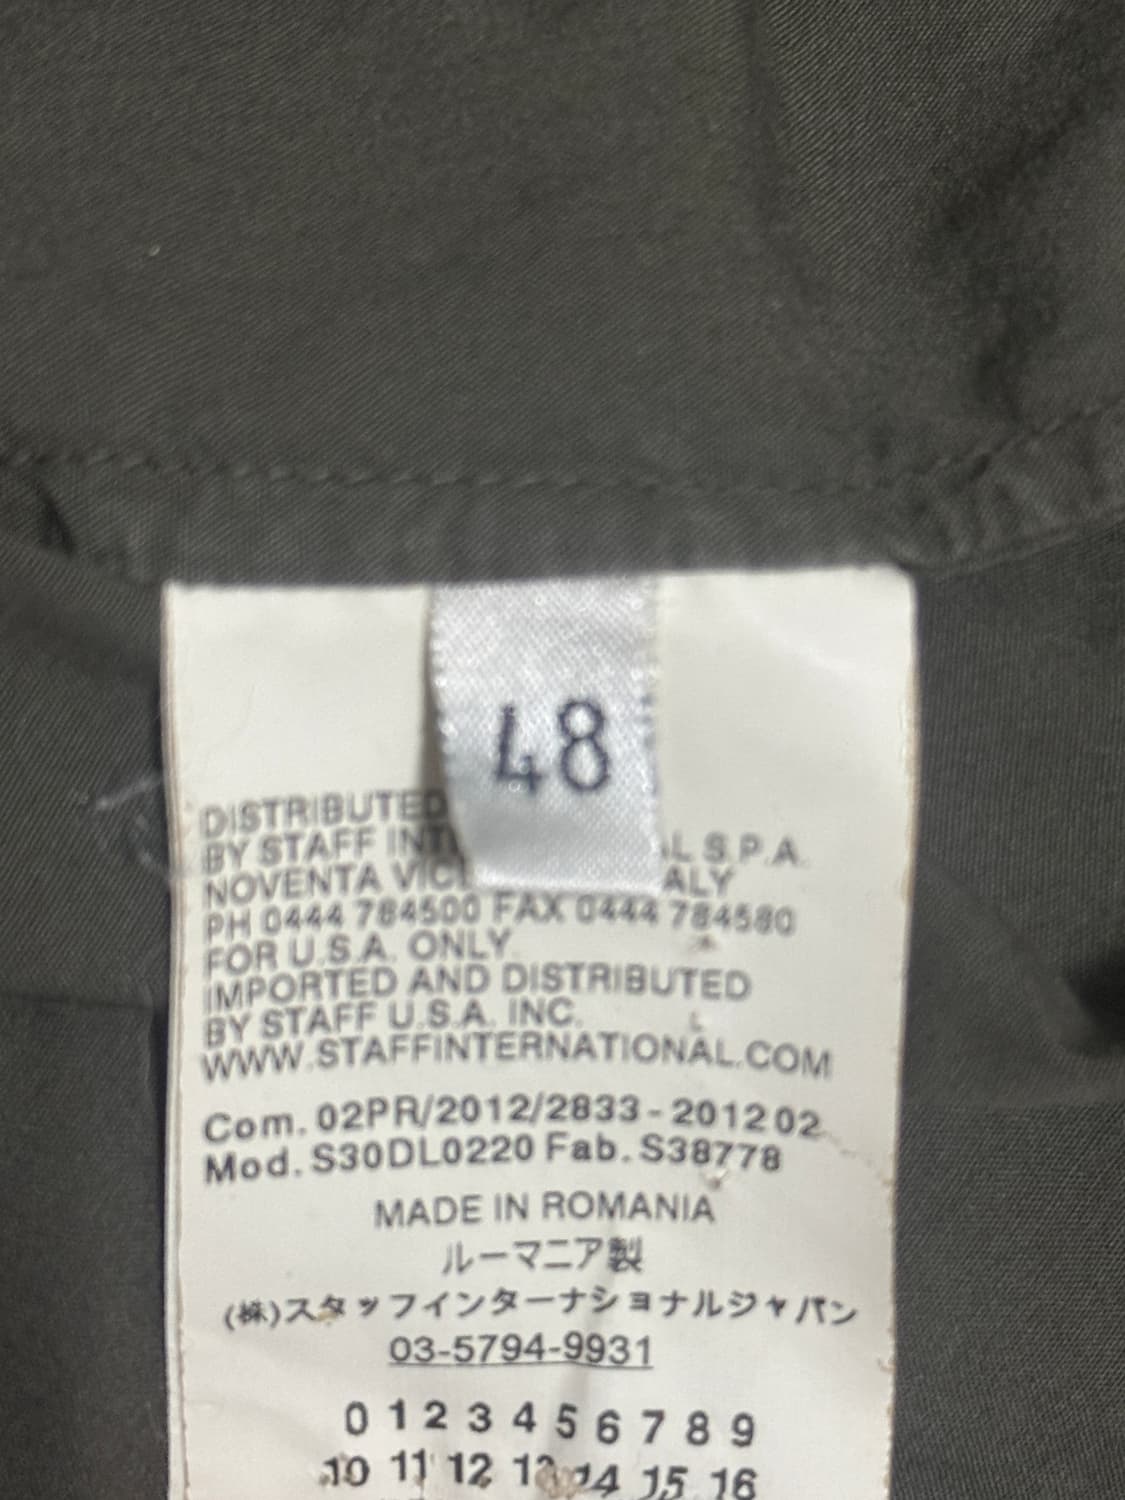 48
DISTRIBUTED
BY STAFF INT L S.P.A.
NOVENTA VIC ALY
PH 0444 784500 FAX 0444 784580
FOR U.S.A. ONLY
IMPORTED AND DISTRIBUTED
BY STAFF U.S.A. INC.
WWW.STAFFINTERNATIONAL.COM
Com. 02PR/2012/2833 - 2012 02
Mod. S30DL0220 Fab. S38778
MADE IN ROMANIA
ルーマニア製
(株)スタッフインターナショナルジャパン
03-5794-9931
0 1 2 3 4 5 6 7 8 9
10 11 12 13 14 15 16